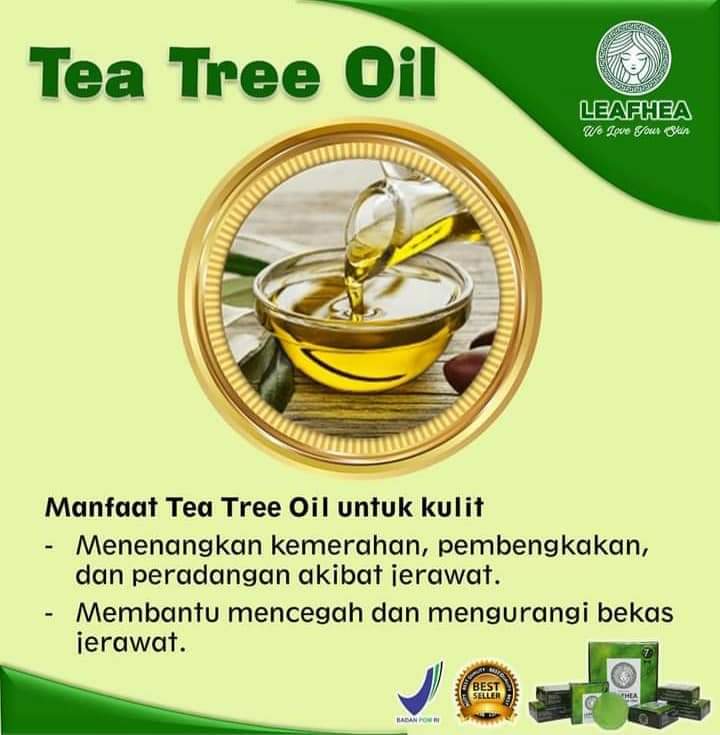 Tea Tree Oil
LEAFHEA
We Love Your Skin
Manfaat Tea Tree Oil untuk kulit
- Menenangkan kemerahan, pembengkakan,
dan peradangan akibat jerawat.
- Membantu mencegah dan mengurangi bekas
jerawat.
BADAN POM RI
BEST
SELLER